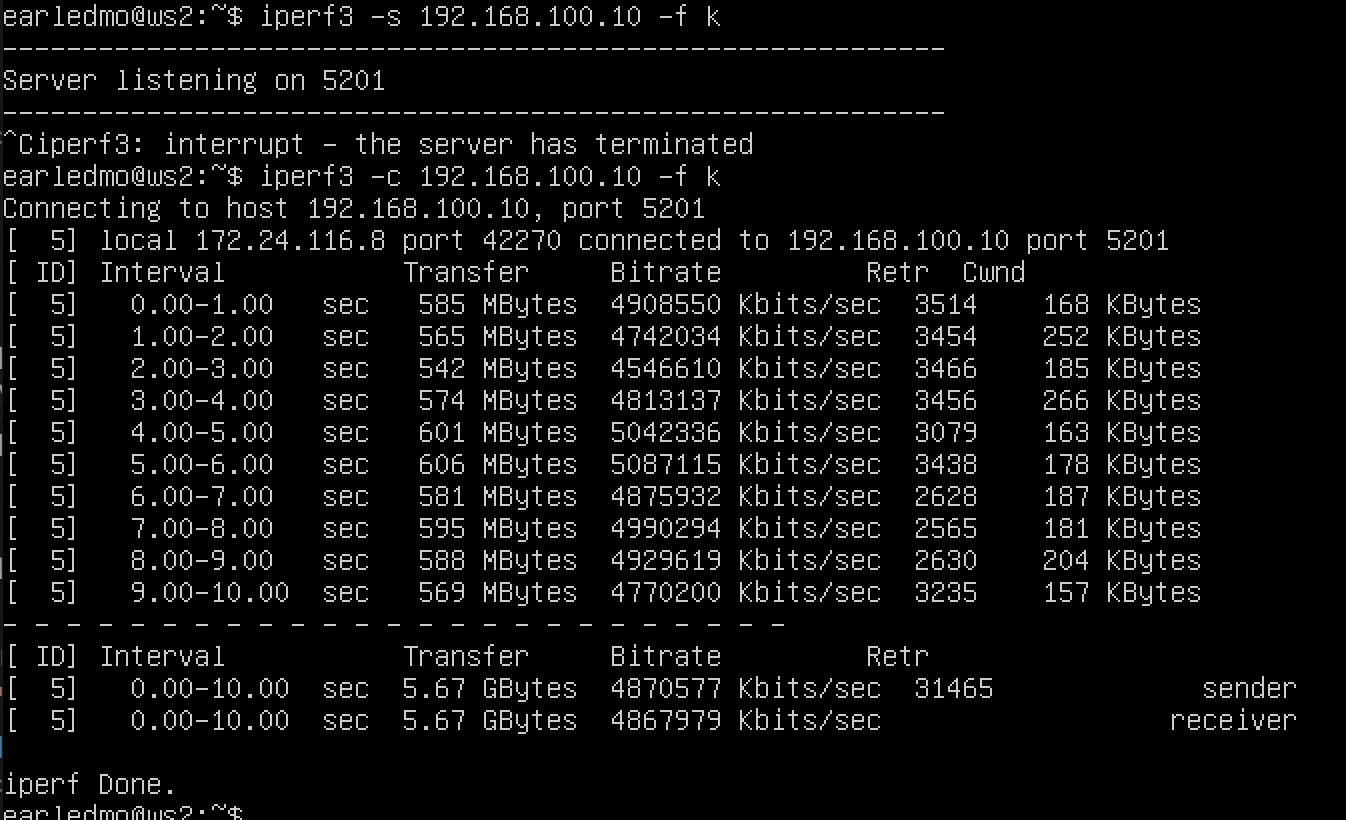 earledmo@ws2:~$ iperf3 -s 192.168.100.10 -f k
-----------------------------------------------------------
Server listening on 5201
-----------------------------------------------------------
^Ciperf3: interrupt - the server has terminated
earledmo@ws2:~$ iperf3 -c 192.168.100.10 -f k
Connecting to host 192.168.100.10, port 5201
[  5] local 172.24.116.8 port 42270 connected to 192.168.100.10 port 5201
[ ID] Interval           Transfer     Bitrate         Retr  Cwnd
[  5]   0.00-1.00   sec   585 MBytes  4908550 Kbits/sec  3514    168 KBytes
[  5]   1.00-2.00   sec   565 MBytes  4742034 Kbits/sec  3454    252 KBytes
[  5]   2.00-3.00   sec   542 MBytes  4546610 Kbits/sec  3466    185 KBytes
[  5]   3.00-4.00   sec   574 MBytes  4813137 Kbits/sec  3456    266 KBytes
[  5]   4.00-5.00   sec   601 MBytes  5042336 Kbits/sec  3079    163 KBytes
[  5]   5.00-6.00   sec   606 MBytes  5087115 Kbits/sec  3438    178 KBytes
[  5]   6.00-7.00   sec   581 MBytes  4875932 Kbits/sec  2628    187 KBytes
[  5]   7.00-8.00   sec   595 MBytes  4990294 Kbits/sec  2565    181 KBytes
[  5]   8.00-9.00   sec   588 MBytes  4929619 Kbits/sec  2630    204 KBytes
[  5]   9.00-10.00  sec   569 MBytes  4770200 Kbits/sec  3235    157 KBytes
- - - - - - - - - - - - - - - - - - - - - - - - -
[ ID] Interval           Transfer     Bitrate         Retr
[  5]   0.00-10.00  sec  5.67 GBytes  4870577 Kbits/sec  31465             sender
[  5]   0.00-10.00  sec  5.67 GBytes  4867979 Kbits/sec                  receiver
iperf Done.
earledmo@ws2:~$